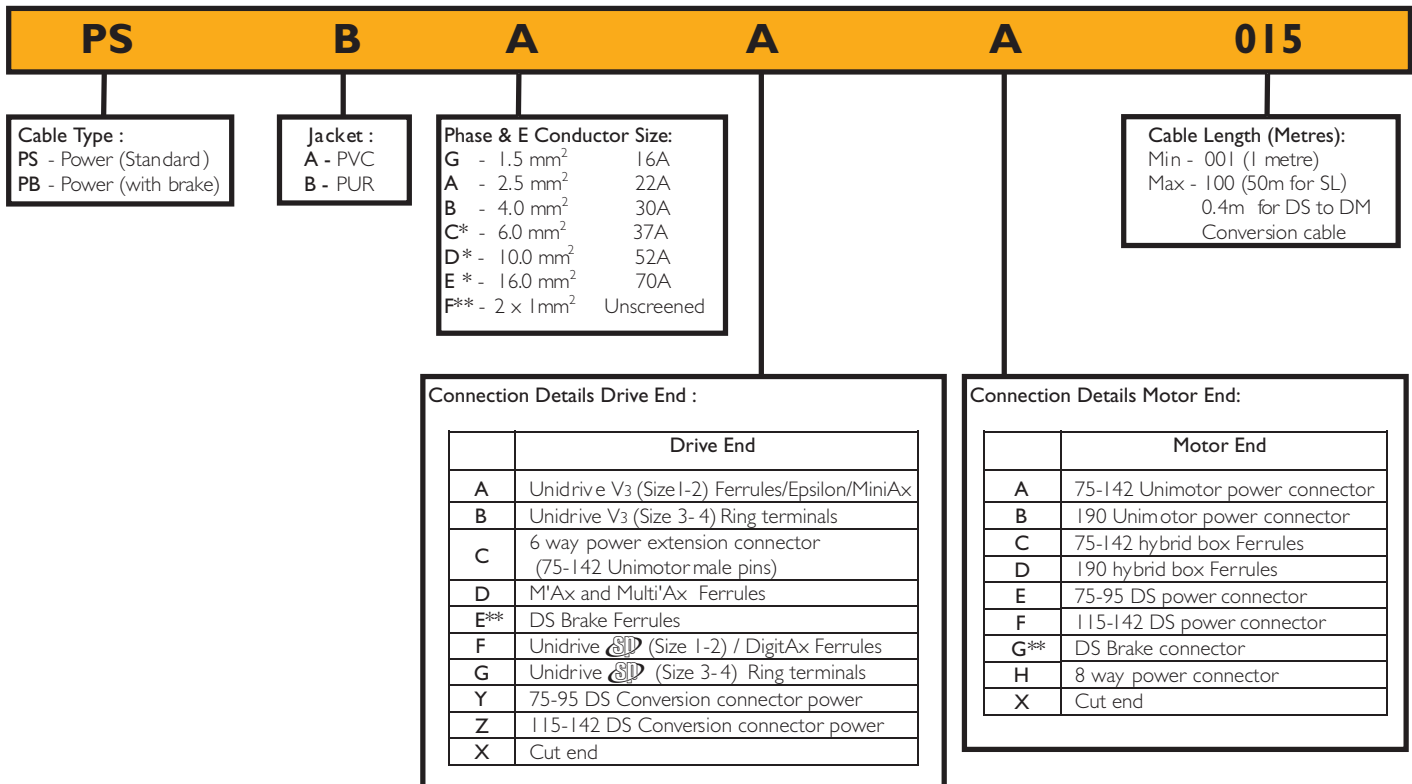 PS B A A A 015
Cable Type :
PS - Power (Standard)
PB - Power (with brake)
Jacket :
A - PVC
B - PUR
Phase & E Conductor Size:
G - 1.5 mm² 16A
A - 2.5 mm² 22A
B - 4.0 mm² 30A
C* - 6.0 mm² 37A
D* - 10.0 mm² 52A
E * - 16.0 mm² 70A
F** - 2 x 1mm² Unscreened
Cable Length (Metres):
Min - 001 (1 metre)
Max - 100 (50m for SL)
0.4m for DS to DM
Conversion cable
Connection Details Drive End :
Drive End
A Unidrive V3 (Size1-2) Ferrules/Epsilon/MiniAx
B Unidrive V3 (Size 3- 4) Ring terminals
C 6 way power extension connector
(75-142 Unimotor male pins)
D M'Ax and Multi'Ax Ferrules
E** DS Brake Ferrules
F Unidrive SP (Size 1-2) / DigitAx Ferrules
G Unidrive SP (Size 3-4) Ring terminals
Y 75-95 DS Conversion connector power
Z 115-142 DS Conversion connector power
X Cut end
Connection Details Motor End:
Motor End
A 75-142 Unimotor power connector
B 190 Unimotor power connector
C 75-142 hybrid box Ferrules
D 190 hybrid box Ferrules
E 75-95 DS power connector
F 115-142 DS power connector
G** DS Brake connector
H 8 way power connector
X Cut end